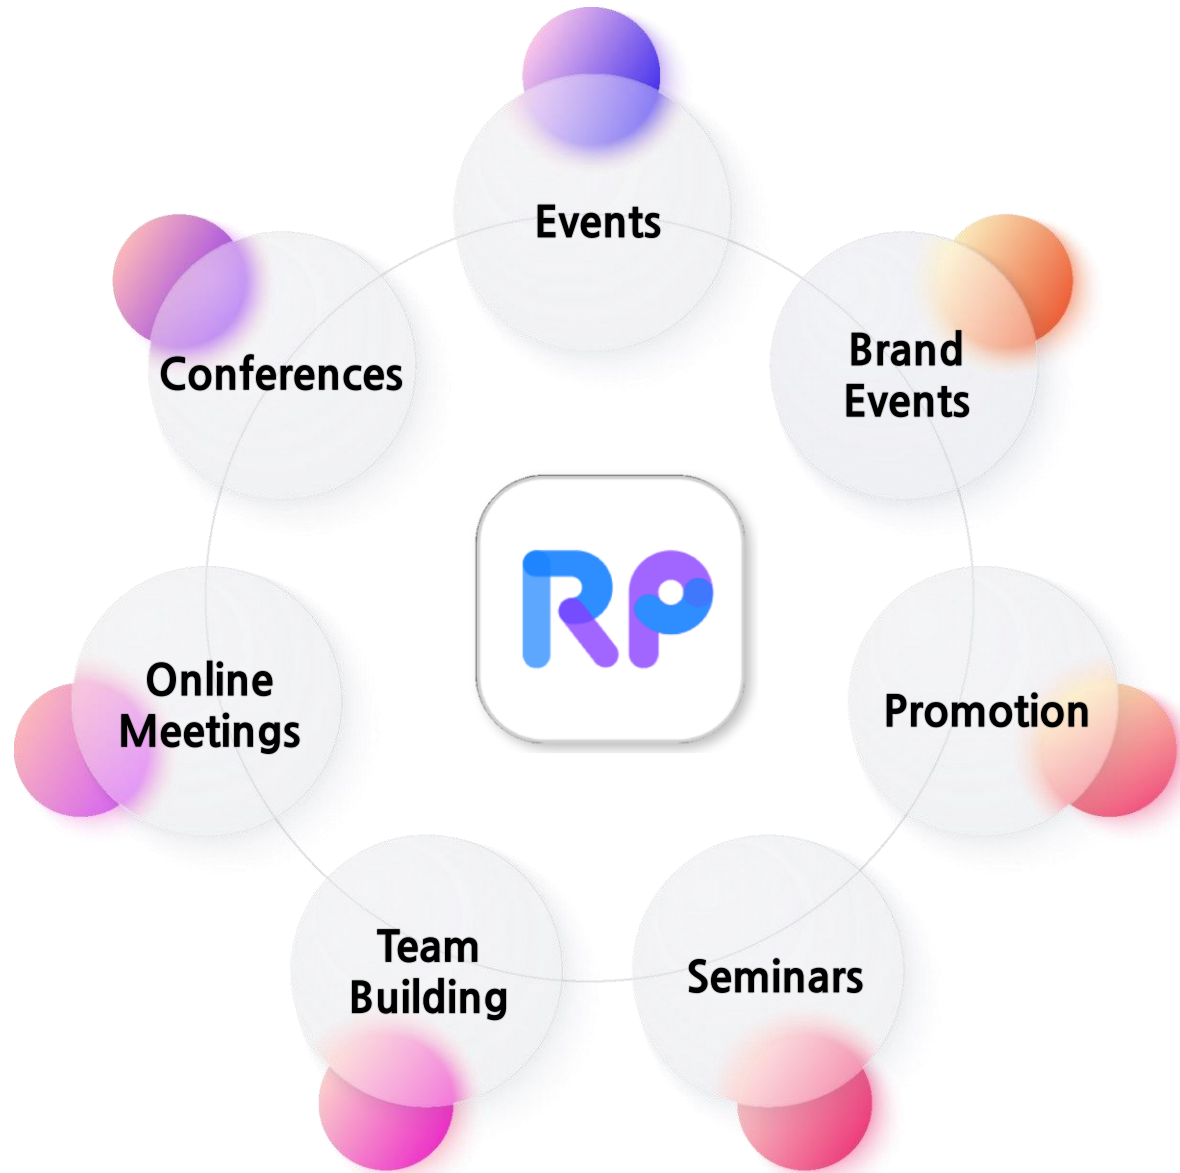 Events
Brand
Events
Conferences
RP
Online
Meetings
Promotion
Team
Building
Seminars